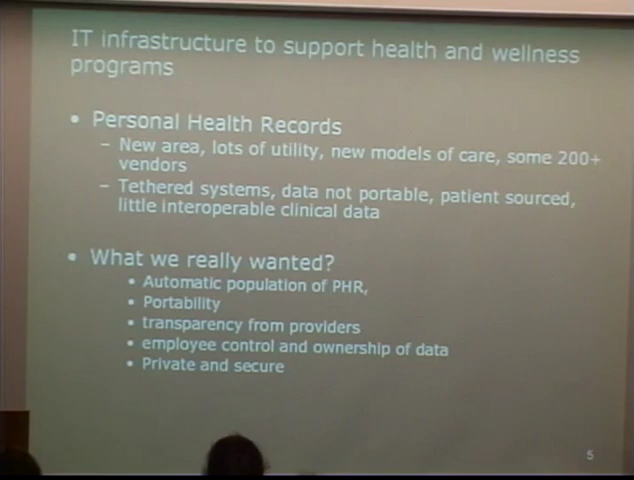 IT infrastructure to support health and wellness
programs
• Personal Health Records
– New area, lots of utility, new models of care, some 200+
vendors
– Tethered systems, data not portable, patient sourced,
little interoperable clinical data
• What we really wanted?
• Automatic population of PHR,
• Portability
• transparency from providers
• employee control and ownership of data
• Private and secure
5